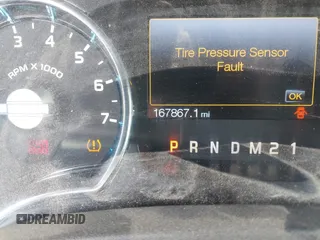 Tire Pressure Sensor
Fault
OK
RPM X 1000
3
4
5
6
7
167867.1 mi
P R N D M 2 1
DREAMBID